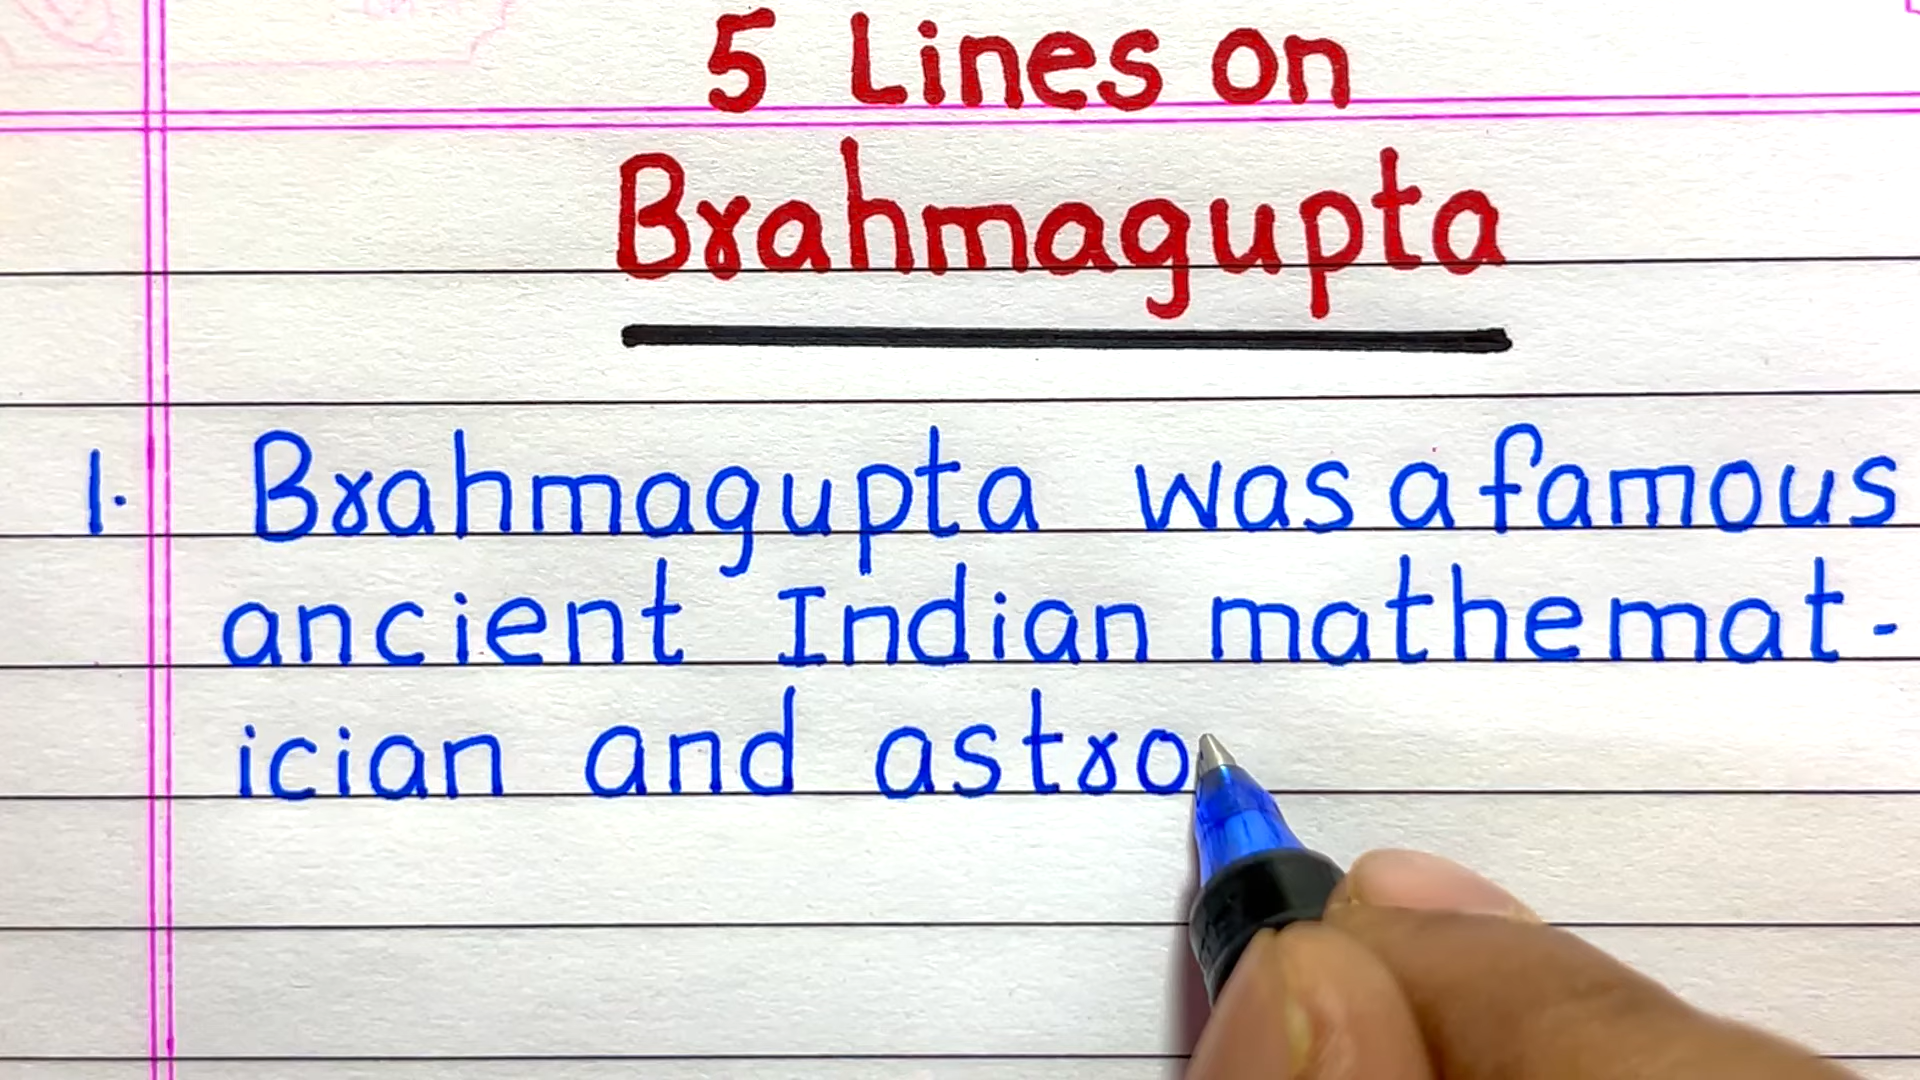 5 Lines on
Brahmagupta
1. Brahmagupta was a famous
ancient Indian mathemat-
ician and astro